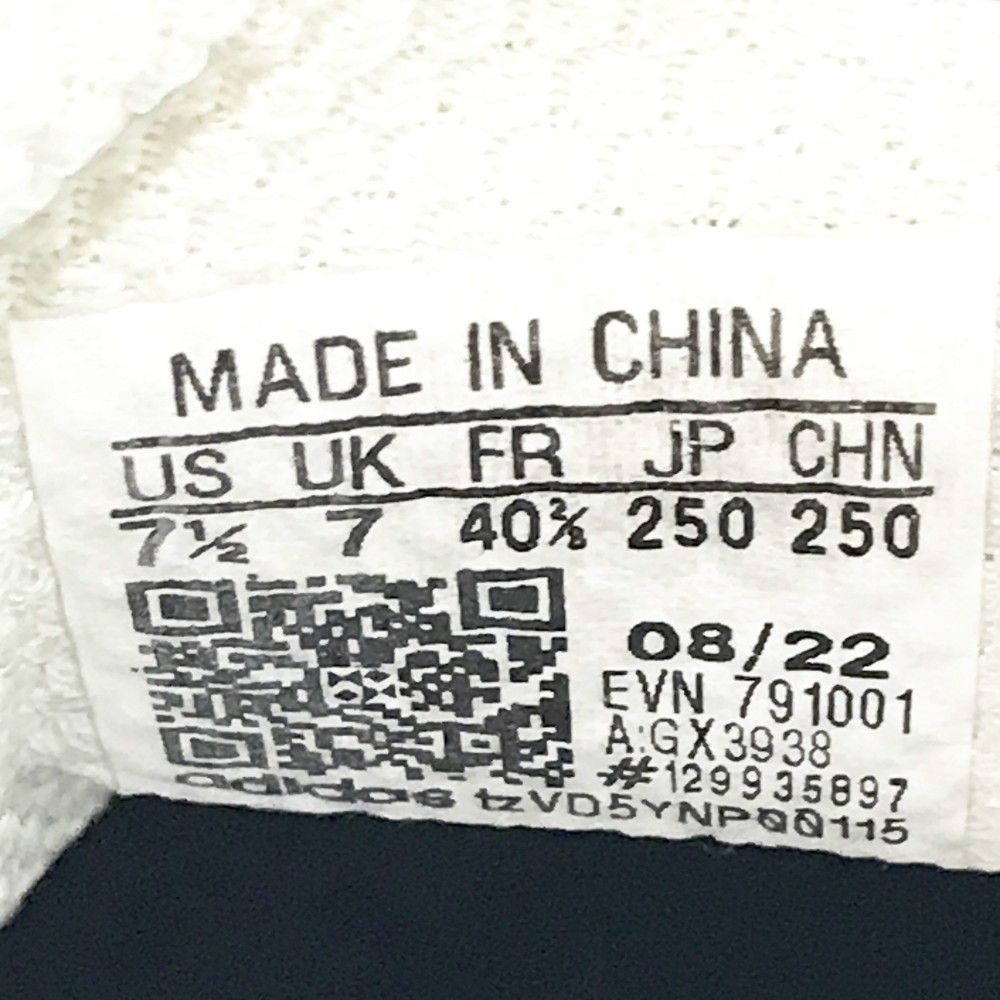 MADE IN CHINA
US UK FR JP CHN
7½ 7 40⅔ 250 250
08/22
EVN 791001
A:GX3938
#129935897
adidas tzVD5YNP00115